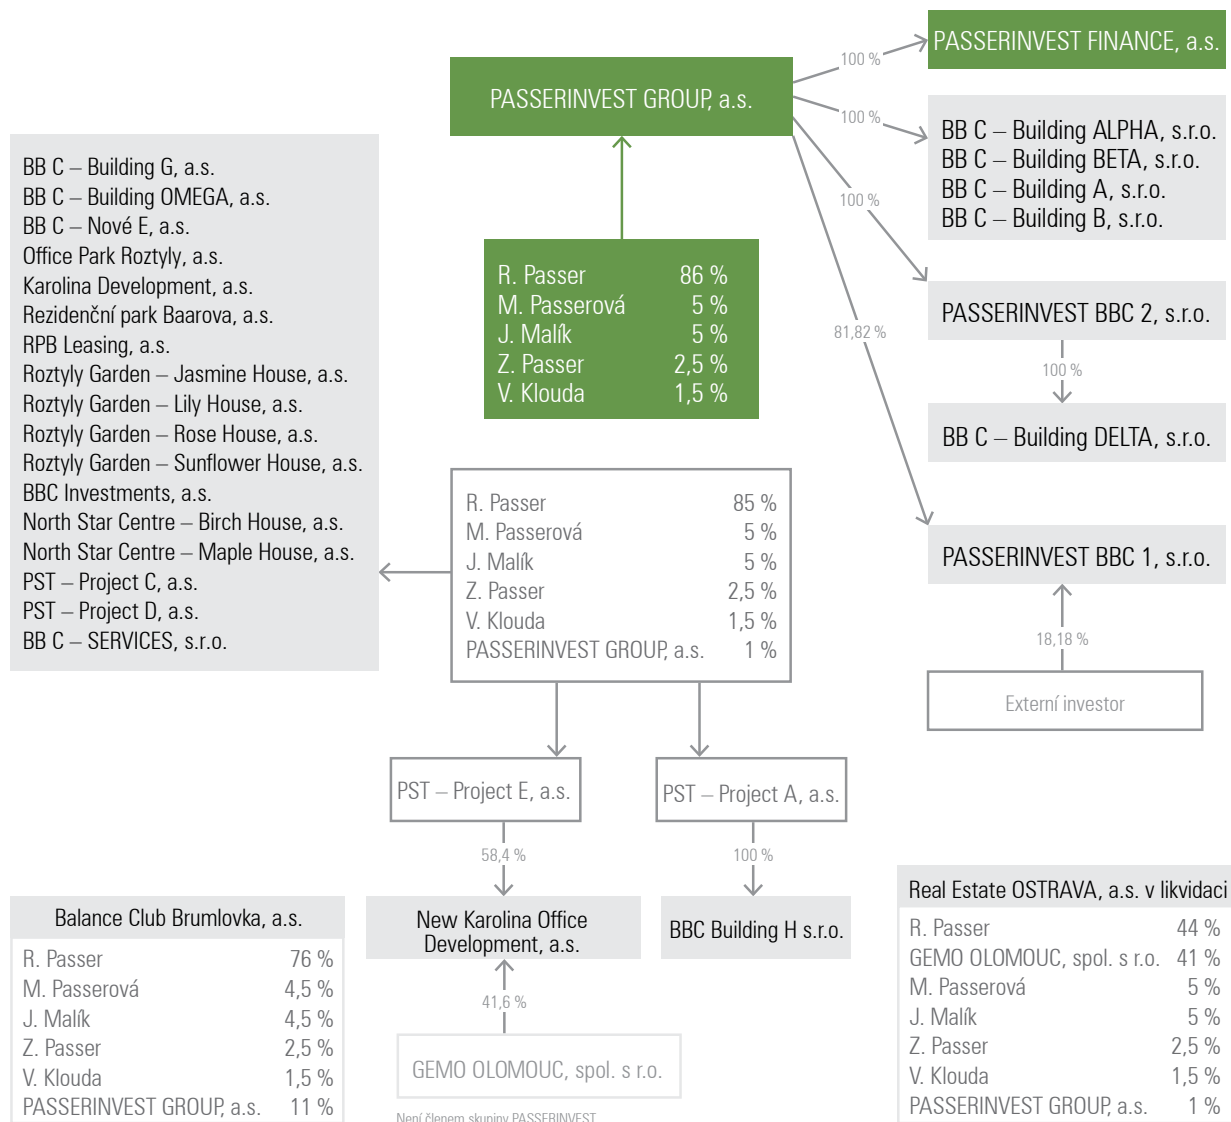 PASSERINVEST GROUP, a.s.
100 %
PASSERINVEST FINANCE, a.s.
100 %
BB C – Building ALPHA, s.r.o.
BB C – Building BETA, s.r.o.
BB C – Building A, s.r.o.
BB C – Building B, s.r.o.
100 %
PASSERINVEST BBC 2, s.r.o.
100 %
BB C – Building DELTA, s.r.o.
81,82 %
PASSERINVEST BBC 1, s.r.o.
18,18 %
Externí investor
R. Passer 86 %
M. Passerová 5 %
J. Malík 5 %
Z. Passer 2,5 %
V. Klouda 1,5 %
BB C – Building G, a.s.
BB C – Building OMEGA, a.s.
BB C – Nové E, a.s.
Office Park Roztyly, a.s.
Karolina Development, a.s.
Rezidenční park Baarova, a.s.
RPB Leasing, a.s.
Roztyly Garden – Jasmine House, a.s.
Roztyly Garden – Lily House, a.s.
Roztyly Garden – Rose House, a.s.
Roztyly Garden – Sunflower House, a.s.
BBC Investments, a.s.
North Star Centre – Birch House, a.s.
North Star Centre – Maple House, a.s.
PST – Project C, a.s.
PST – Project D, a.s.
BB C – SERVICES, s.r.o.
R. Passer 85 %
M. Passerová 5 %
J. Malík 5 %
Z. Passer 2,5 %
V. Klouda 1,5 %
PASSERINVEST GROUP, a.s. 1 %
PST – Project E, a.s.
PST – Project A, a.s.
58,4 %
100 %
New Karolina Office
Development, a.s.
BBC Building H s.r.o.
41,6 %
GEMO OLOMOUC, spol. s r.o.
Není členem skupiny PASSERINVEST
Balance Club Brumlovka, a.s.
R. Passer 76 %
M. Passerová 4,5 %
J. Malík 4,5 %
Z. Passer 2,5 %
V. Klouda 1,5 %
PASSERINVEST GROUP, a.s. 11 %
Real Estate OSTRAVA, a.s. v likvidaci
R. Passer 44 %
GEMO OLOMOUC, spol. s r.o. 41 %
M. Passerová 5 %
J. Malík 5 %
Z. Passer 2,5 %
V. Klouda 1,5 %
PASSERINVEST GROUP, a.s. 1 %